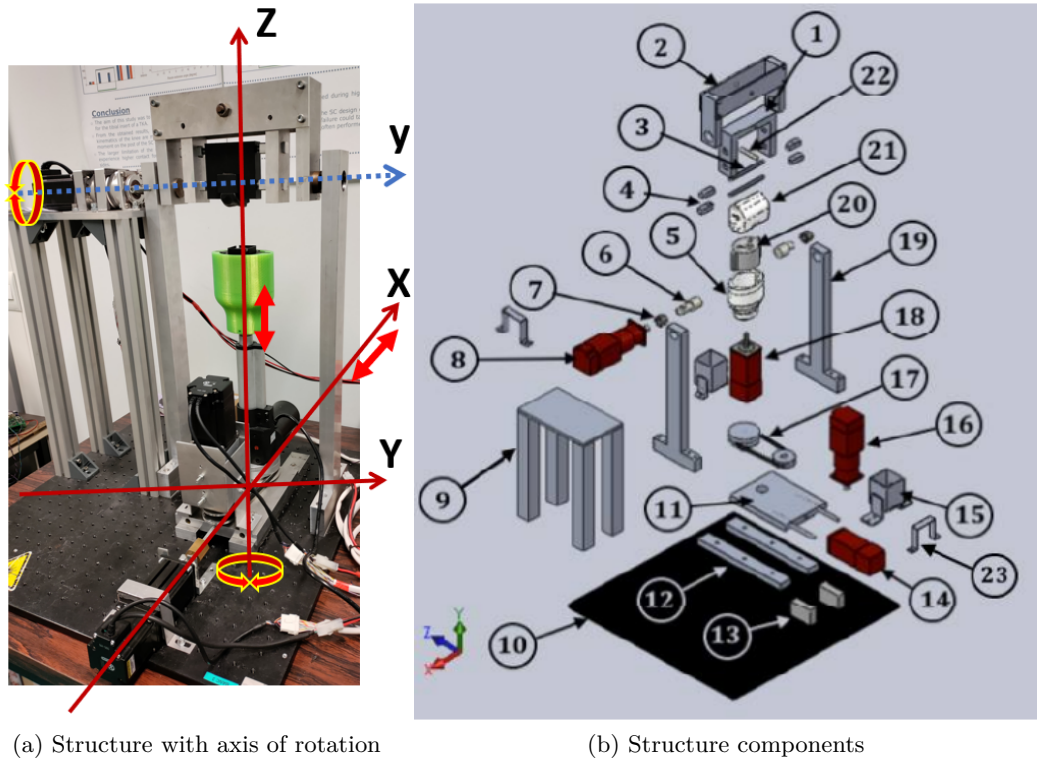 Z
y
X
Y
Conclusion
1
2
22
3
21
4
20
5
19
6
7
18
8
17
16
9
11
15
12
23
14
13
10
Y
Z
X
(a) Structure with axis of rotation
(b) Structure components